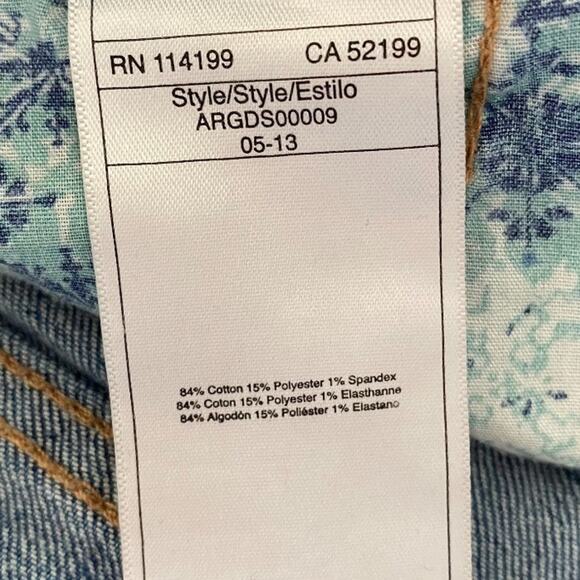 RN 114199 CA 52199
Style/Style/Estilo
ARGDS00009
05-13
84% Cotton 15% Polyester 1% Spandex
84% Coton 15% Polyester 1% Elasthanne
84% Algodón 15% Poliéster 1% Elastano